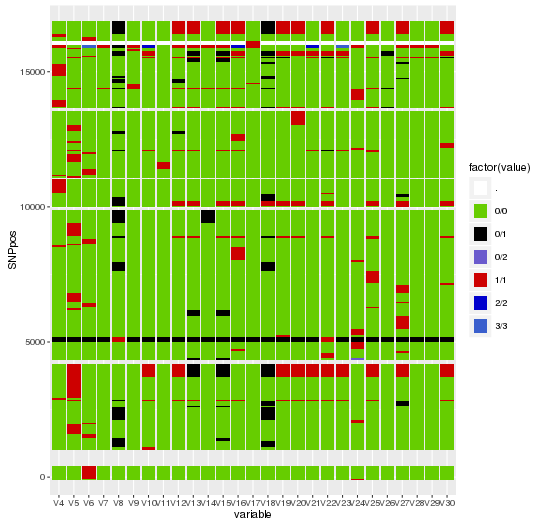 15000
10000
5000
0
SNPpos
V4 V5 V6 V7 V8 V9 V10 V11 V12 V13 V14 V15 V16 V17 V18 V19 V20 V21 V22 V23 V24 V25 V26 V27 V28 V29 V30
variable
factor(value)
.
0/0
0/1
0/2
1/1
2/2
3/3